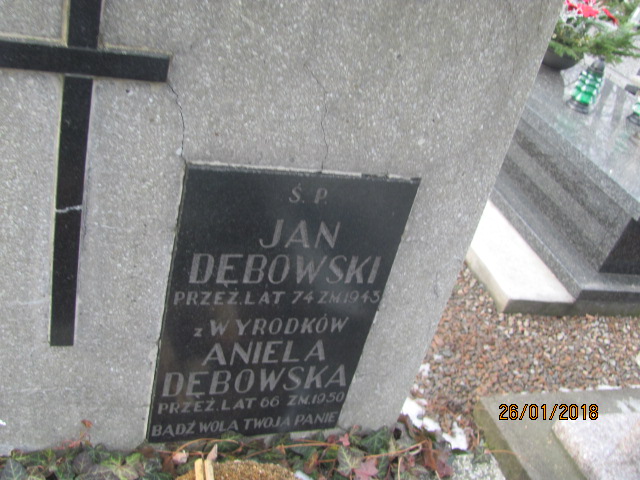 Ś. P.
JAN
DĘBOWSKI
PRZEŻ. LAT 74 ZM. 1943
z WYRODKÓW
ANIELA
DĘBOWSKA
PRZEŻ. LAT 66 ZM. 1950
BĄDŹ WOLA TWOJA PANIE
26/01/2018